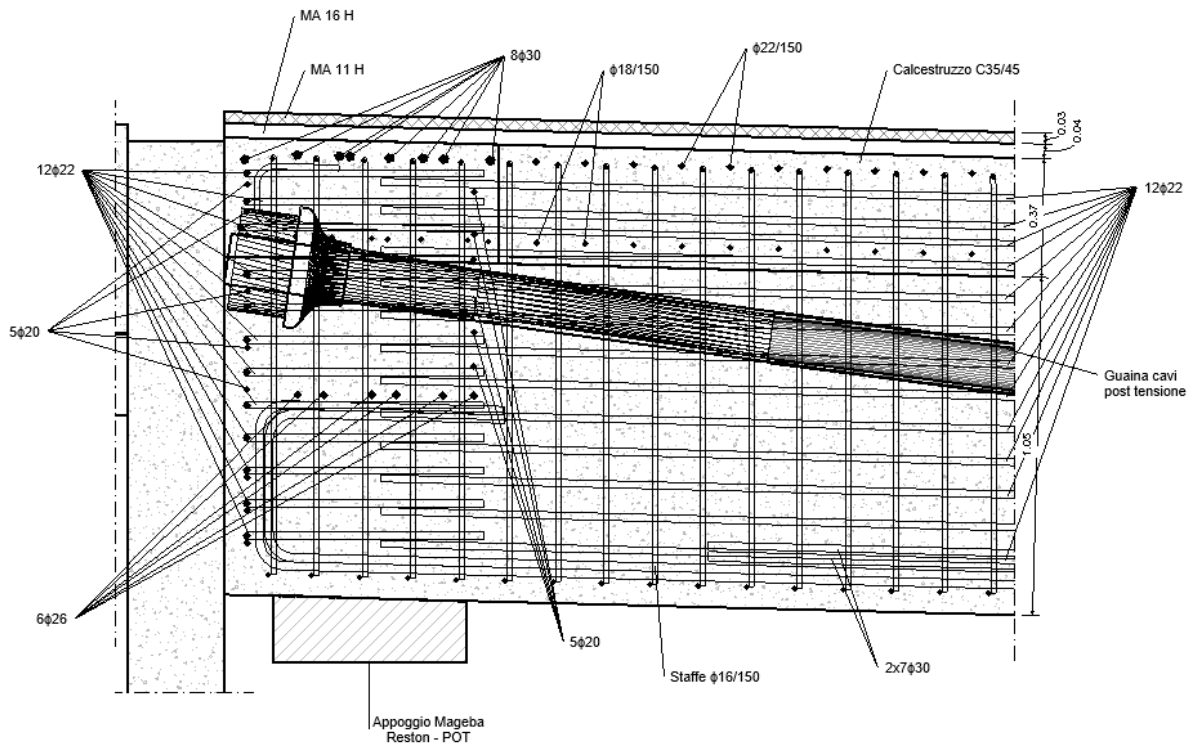 MA 16 H
MA 11 H
8ϕ30
ϕ18/150
ϕ22/150
Calcestruzzo C35/45
0.03
0.04
12ϕ22
12ϕ22
0.37
5ϕ20
Guaina cavi
post tensione
1.05
6ϕ26
5ϕ20
2x7ϕ30
Staffe ϕ16/150
Appoggio Mageba
Reston - POT